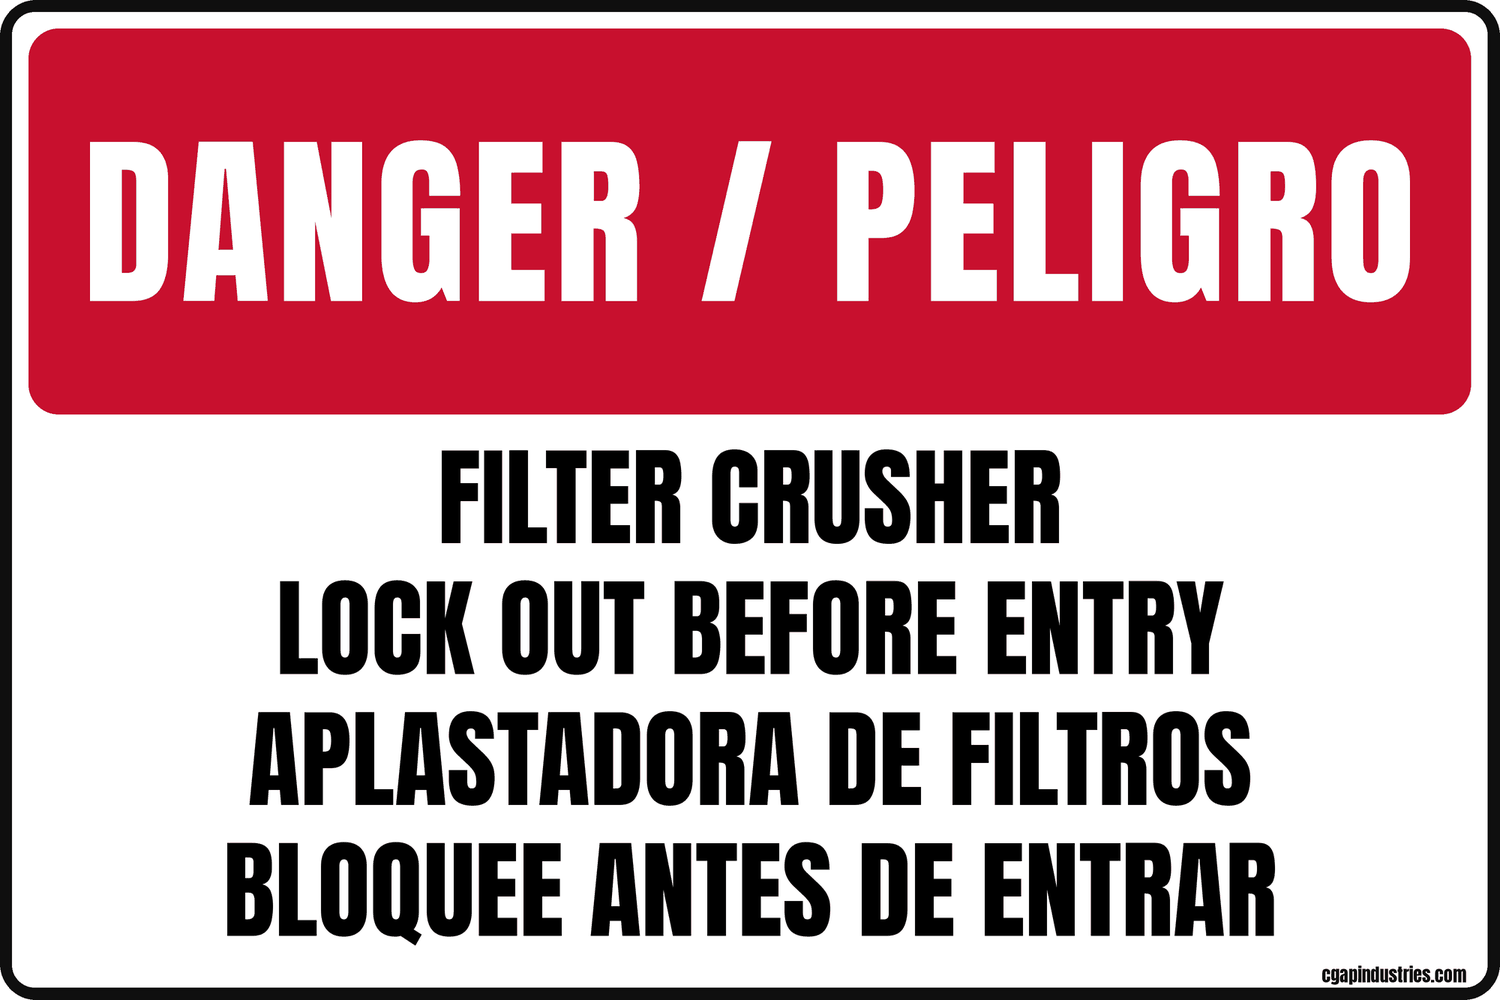 DANGER / PELIGRO
FILTER CRUSHER
LOCK OUT BEFORE ENTRY
APLASTADORA DE FILTROS
BLOQUEE ANTES DE ENTRAR
cgapindustries.com